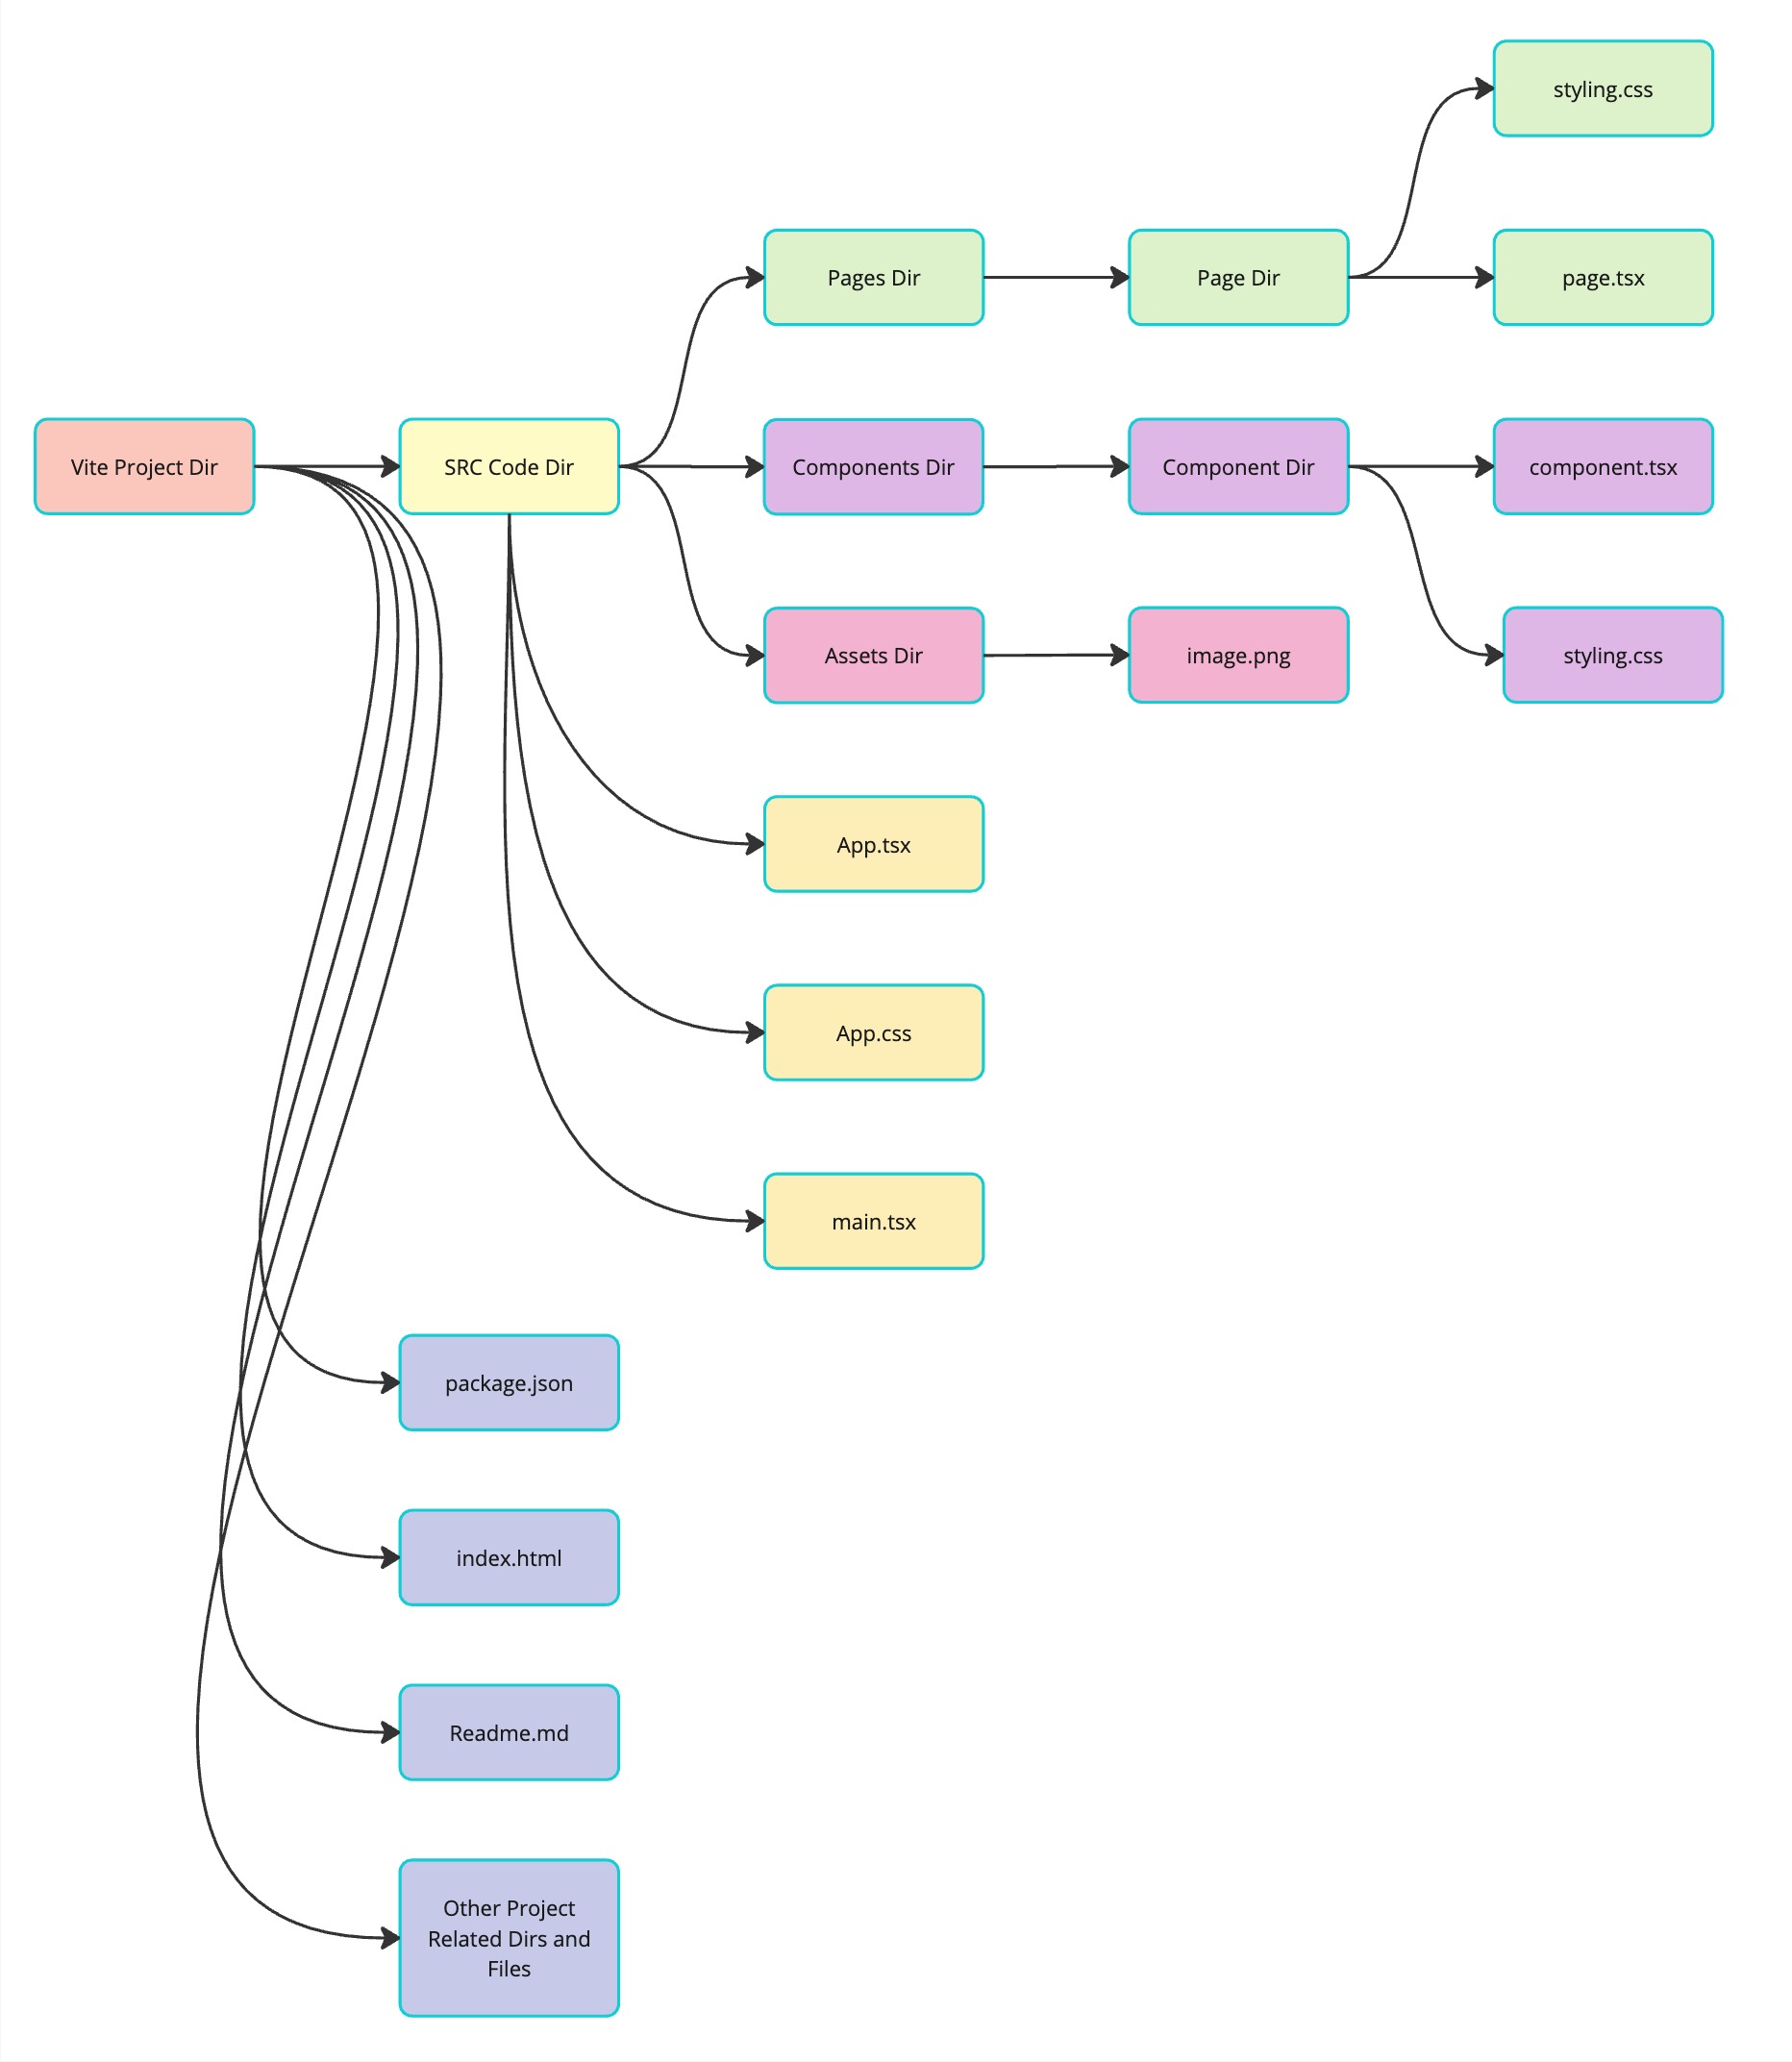 styling.css
Pages Dir
Page Dir
page.tsx
Vite Project Dir
SRC Code Dir
Components Dir
Component Dir
component.tsx
Assets Dir
image.png
styling.css
App.tsx
App.css
main.tsx
package.json
index.html
Readme.md
Other Project
Related Dirs and
Files